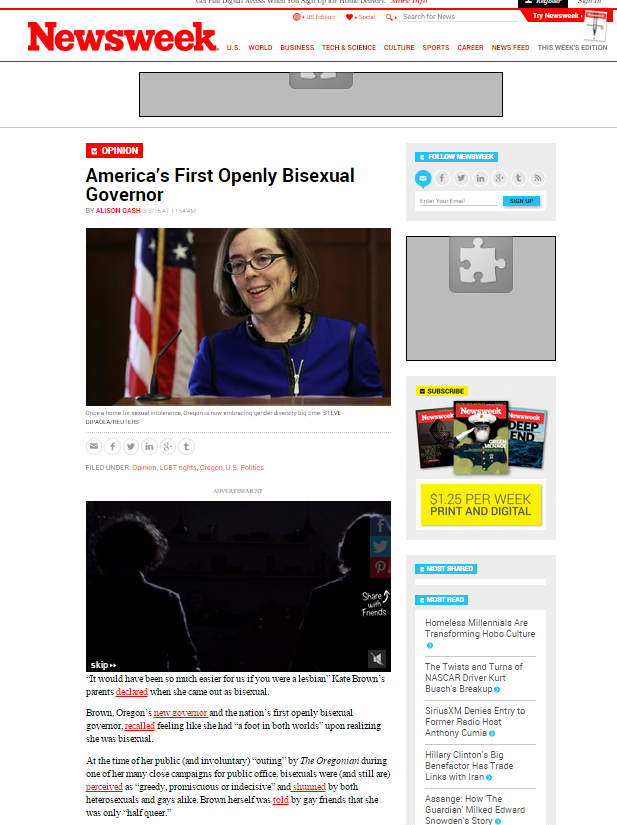 Get Full Digital Access When You Sign Up for Home Delivery. More Info
Register
Sign In
US Edition
Social
Search for News
Try Newsweek
Newsweek
U.S. WORLD BUSINESS TECH & SCIENCE CULTURE SPORTS CAREER NEWS FEED THIS WEEK'S EDITION
OPINION
America's First Openly Bisexual
Governor
BY ALISON GASH 3/3/15 AT 11:54 AM
Once a home for sexual intolerance, Oregon is now embracing gender diversity big time. STEVE
DIPAOLA/REUTERS
FILED UNDER: Opinion, LGBT rights, Oregon, U.S. Politics
ADVERTISEMENT
Share
with
Friends
skip
"It would have been so much easier for us if you were a lesbian" Kate Brown's
parents declared when she came out as bisexual.
Brown, Oregon's new governor and the nation's first openly bisexual
governor, recalled feeling like she had "a foot in both worlds" upon realizing
she was bisexual.
At the time of her public (and involuntary) "outing" by The Oregonian during
one of her many close campaigns for public office, bisexuals were (and still are)
perceived as "greedy, promiscuous or indecisive" and shunned by both
heterosexuals and gays alike. Brown herself was told by gay friends that she
was only "half queer."
FOLLOW NEWSWEEK
Enter Your Email
SIGN UP
SUBSCRIBE
Newsweek
Newsweek
Newsweek
GREEN
MENACE
DEEP
END
$1.25 PER WEEK
PRINT AND DIGITAL
MOST SHARED
MOST READ
Homeless Millennials Are
Transforming Hobo Culture
The Twists and Turns of
NASCAR Driver Kurt
Busch's Breakup
SiriusXM Denies Entry to
Former Radio Host
Anthony Cumia
Hillary Clinton's Big
Benefactor Has Trade
Links with Iran
Assange: How 'The
Guardian' Milked Edward
Snowden's Story